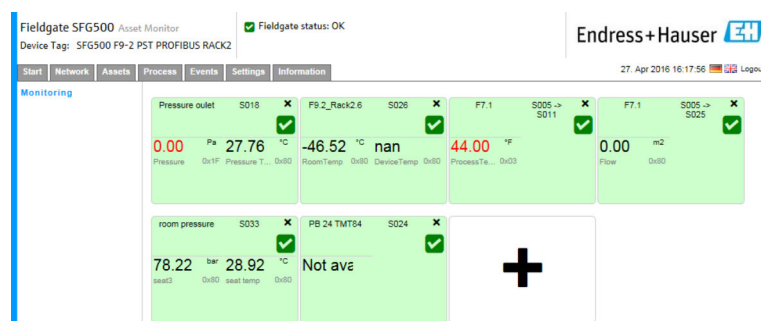 Fieldgate SFG500 Asset Monitor
Device Tag: SFG500 F9-2 PST PROFIBUS RACK2
Fieldgate status: OK
Endress+Hauser EH
Start Network Assets Process Events Settings Information
27. Apr 2016 16:17:56 Logou
Monitoring
Pressure oulet S018
0.00 Pa 27.76 °C
Pressure 0x1F Pressure T... 0x80
F9.2_Rack2.6 S026
-46.52 °C nan
RoomTemp 0x80 DeviceTemp 0x80
F7.1 S005 ->
S011
44.00 °F
ProcessTe... 0x03
F7.1 S005 ->
S025
0.00 m2
Flow 0x80
room pressure S033
78.22 bar 28.92 °C
seat3 0x80 seat temp 0x80
PB 24 TMT84 S024
Not ava